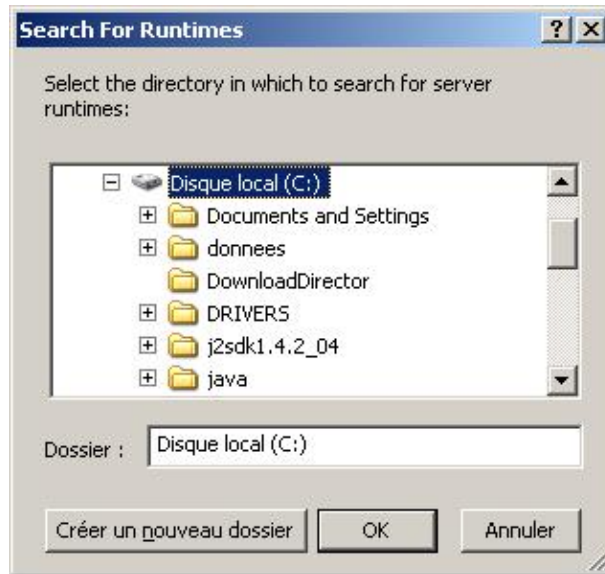 Search For Runtimes
Select the directory in which to search for server
runtimes:
Disque local (C:)
Documents and Settings
donnees
DownloadDirector
DRIVERS
j2sdk1.4.2_04
java
Dossier : Disque local (C:)
Créer un nouveau dossier OK Annuler